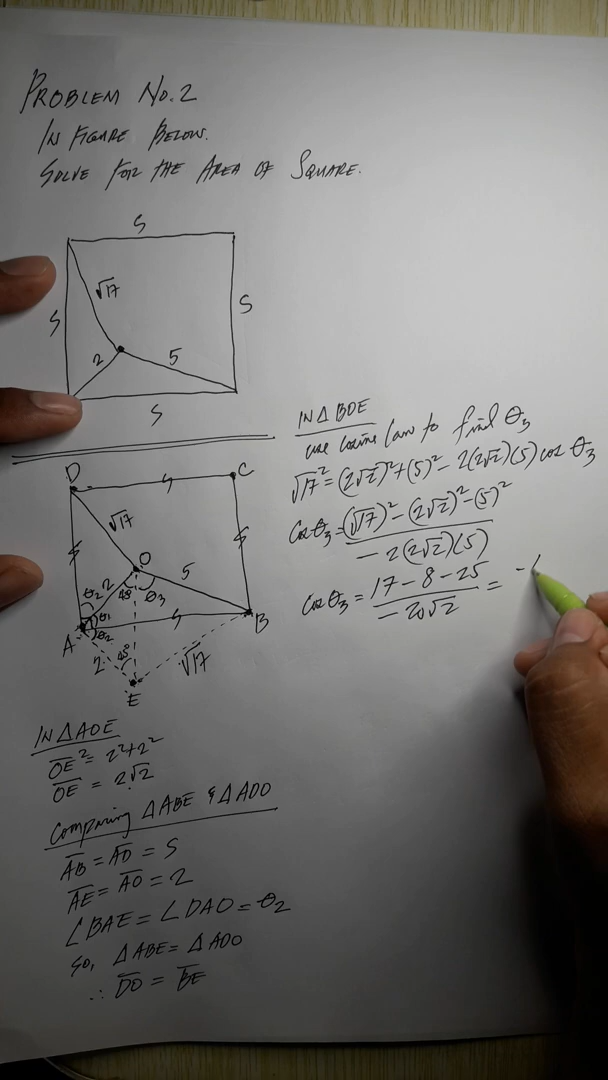 PROBLEM No. 2
IN FIGURE BELOW.
SOLVE FOR THE AREA OF SQUARE.
S
√17
S
S
2
5
S
D
S
C
√17
S
S
O
θ2
2
45°
θ3
5
θ1
S
A
θ2
B
2
45°
√17
E
IN △AOE
OE² = 2²+2²
OE = 2√2
Comparing △ABE & △ADO
AB = AD = S
AE = AO = 2
∠BAE = ∠DAO = θ2
so, △ABE = △ADO
∴ DO = BE
IN △BOE
use cosine law to find θ3
√17² = (2√2)²+(5)² - 2(2√2)(5) cos θ3
cos θ3 = (√17)² - (2√2)² - (5)² / -2(2√2)(5)
cos θ3 = 17 - 8 - 25 / -20√2 = -